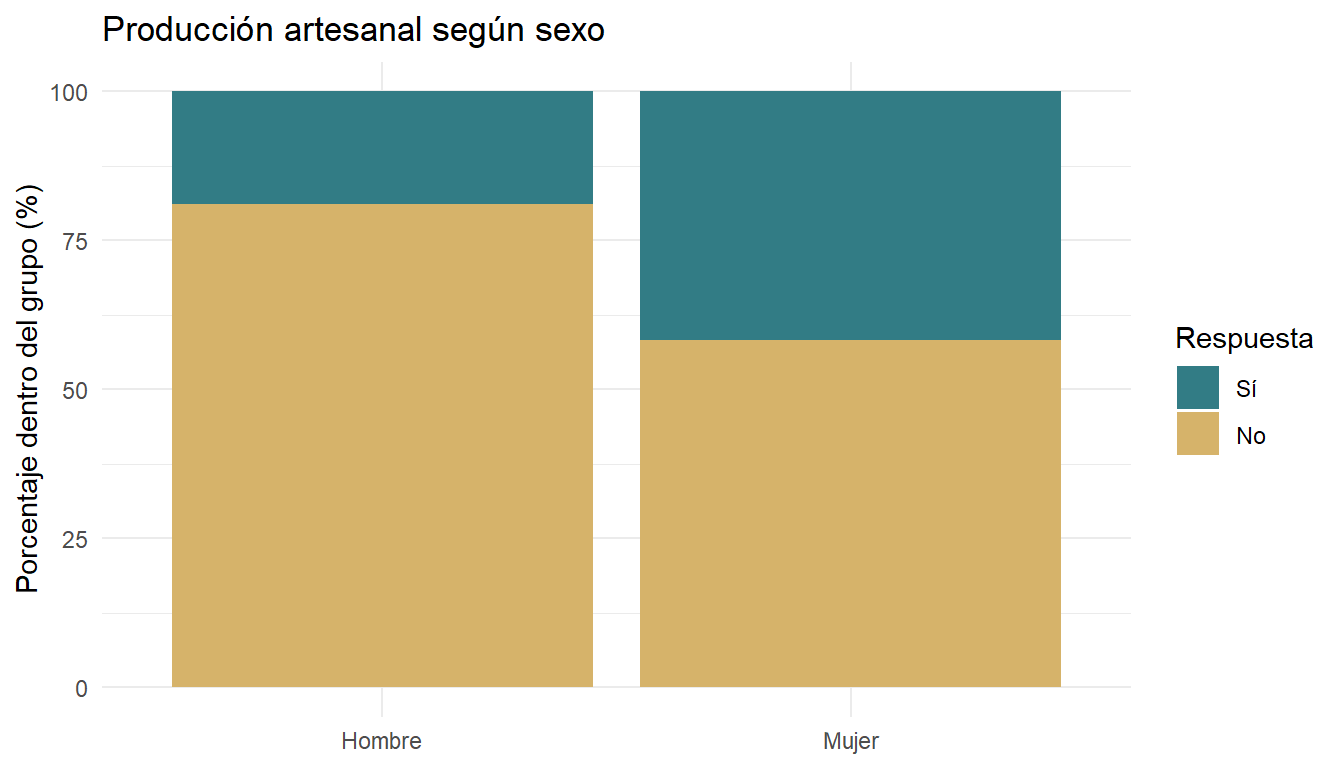 Producción artesanal según sexo
Porcentaje dentro del grupo (%)
100
75
50
25
0
Hombre
Mujer
Respuesta
Sí
No